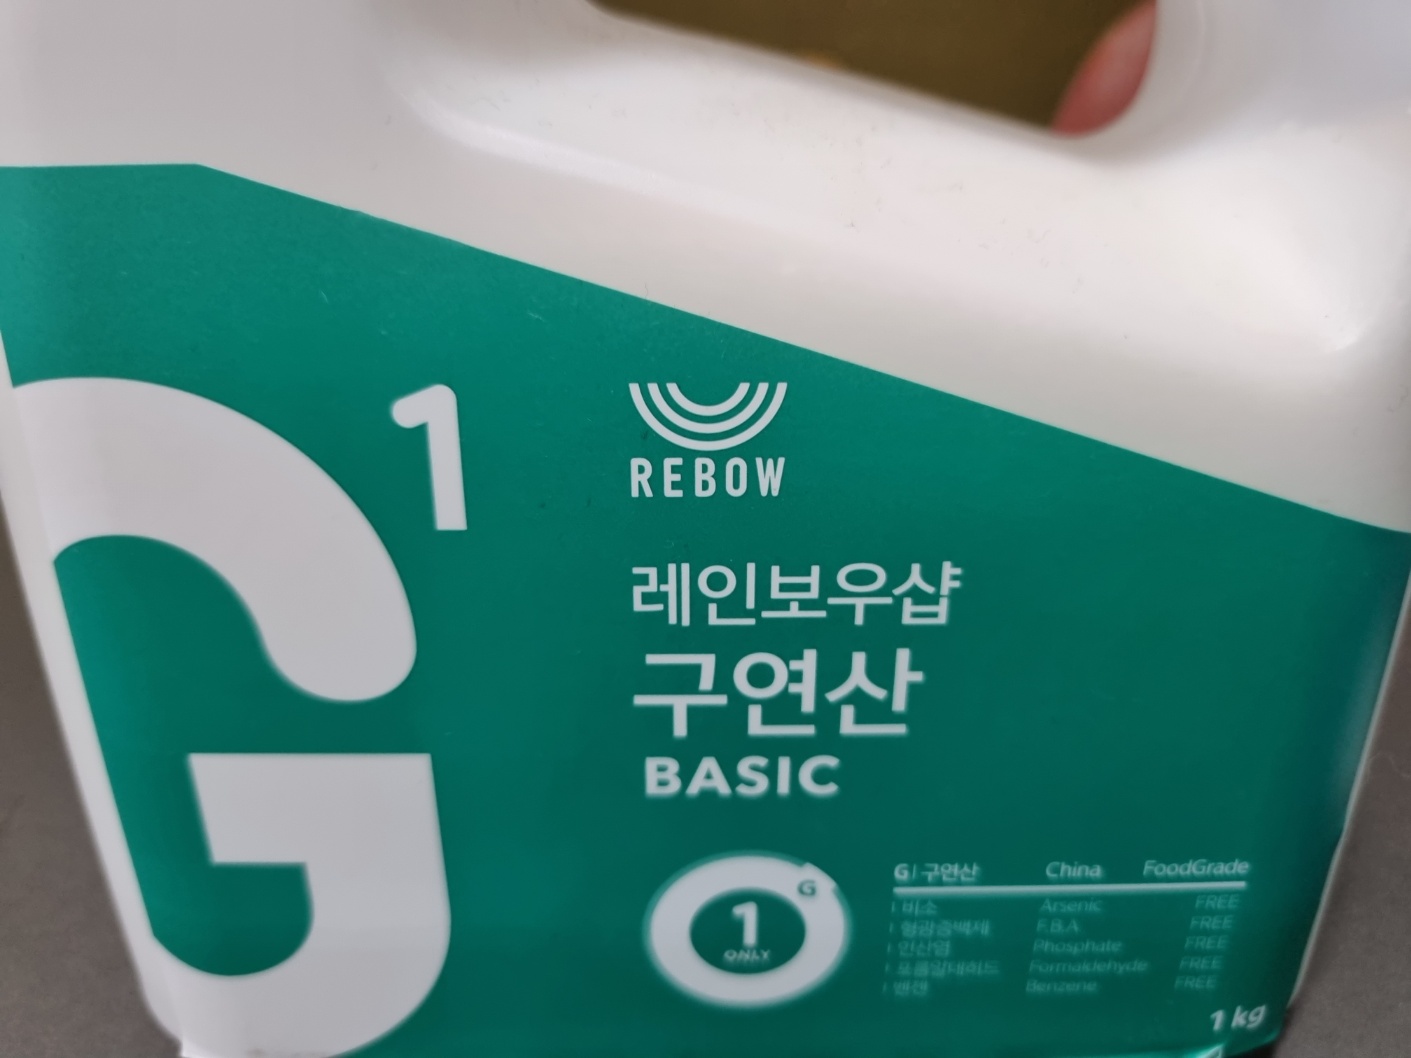 G1
REBOW
레인보우샵
구연산
BASIC
G
1
ONLY
G| 구연산 China FoodGrade
비소 Arsenic FREE
형광증백제 F.B.A FREE
인산염 Phosphate FREE
포름알데히드 Formaldehyde FREE
벤젠 Benzene FREE
1 kg